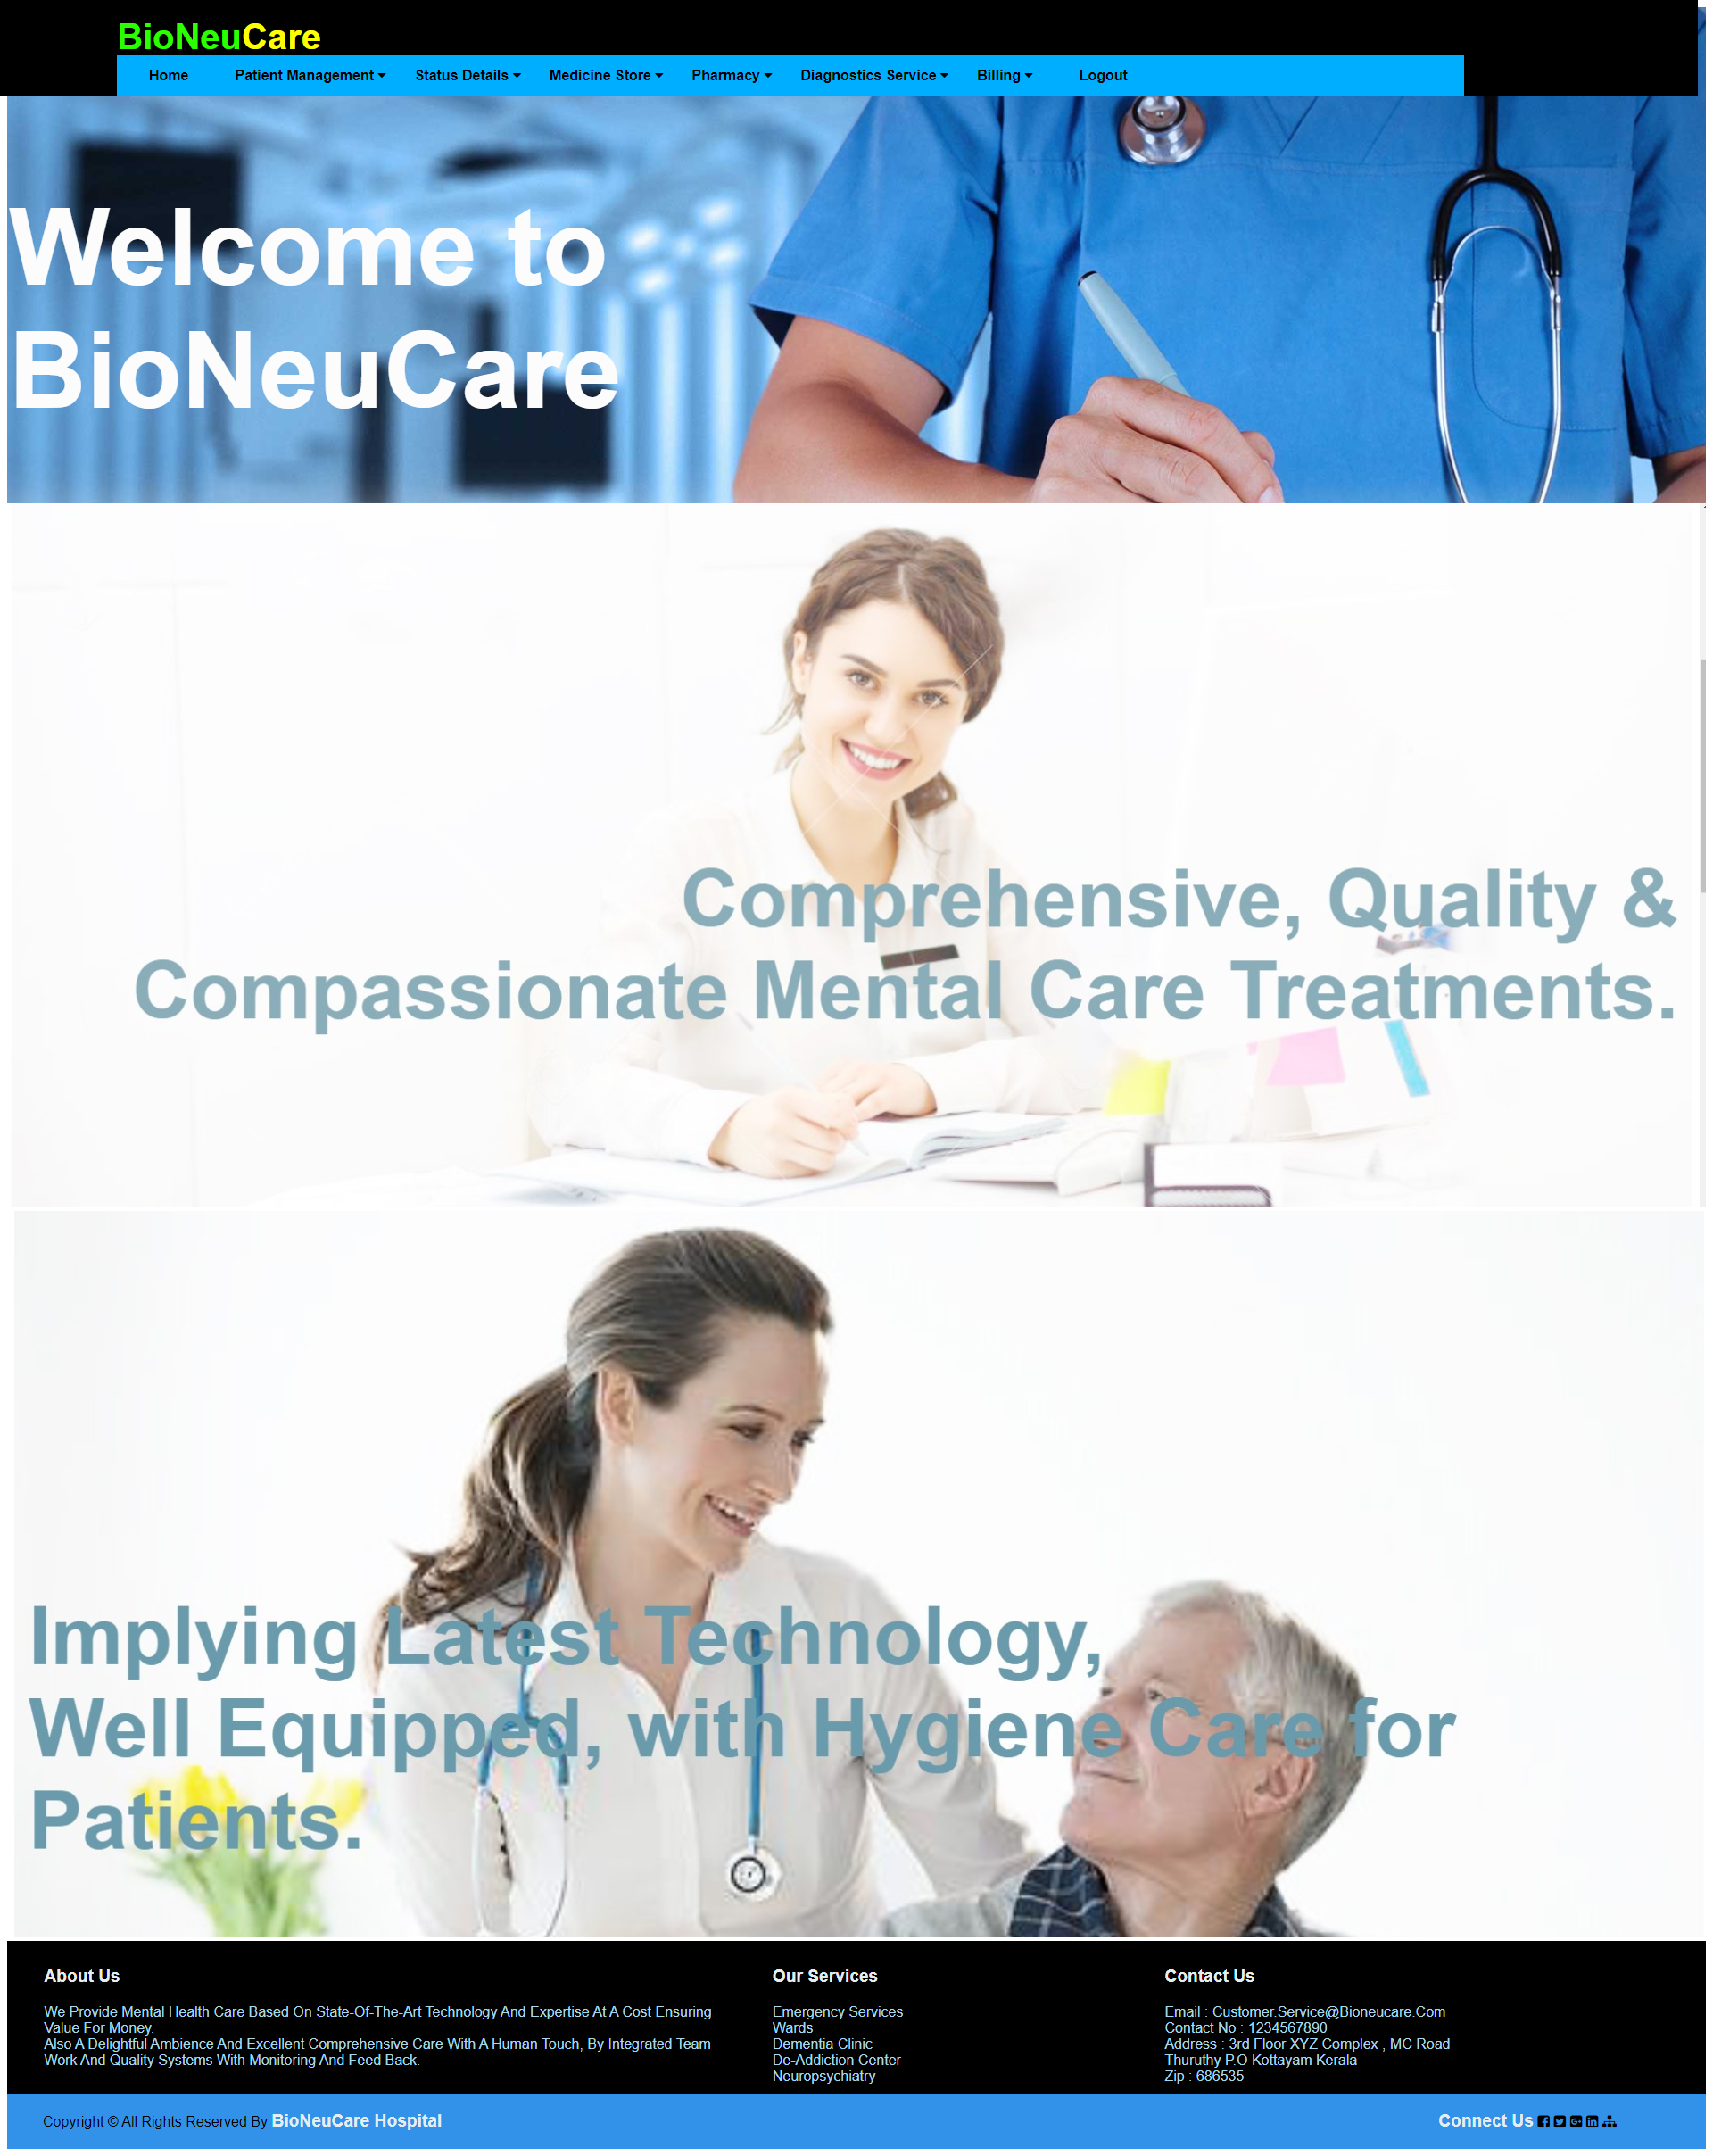 BioNeuCare
Home Patient Management Status Details Medicine Store Pharmacy Diagnostics Service Billing Logout
Welcome to
BioNeuCare
Comprehensive, Quality &
Compassionate Mental Care Treatments.
Implying Latest Technology,
Well Equipped, with Hygiene Care for
Patients.
About Us
We Provide Mental Health Care Based On State-Of-The-Art Technology And Expertise At A Cost Ensuring
Value For Money.
Also A Delightful Ambience And Excellent Comprehensive Care With A Human Touch, By Integrated Team
Work And Quality Systems With Monitoring And Feed Back.
Our Services
Emergency Services
Wards
Dementia Clinic
De-Addiction Center
Neuropsychiatry
Contact Us
Email : Customer.Service@Bioneucare.Com
Contact No : 1234567890
Address : 3rd Floor XYZ Complex , MC Road
Thuruthy P.O Kottayam Kerala
Zip : 686535
Copyright © All Rights Reserved By BioNeuCare Hospital
Connect Us